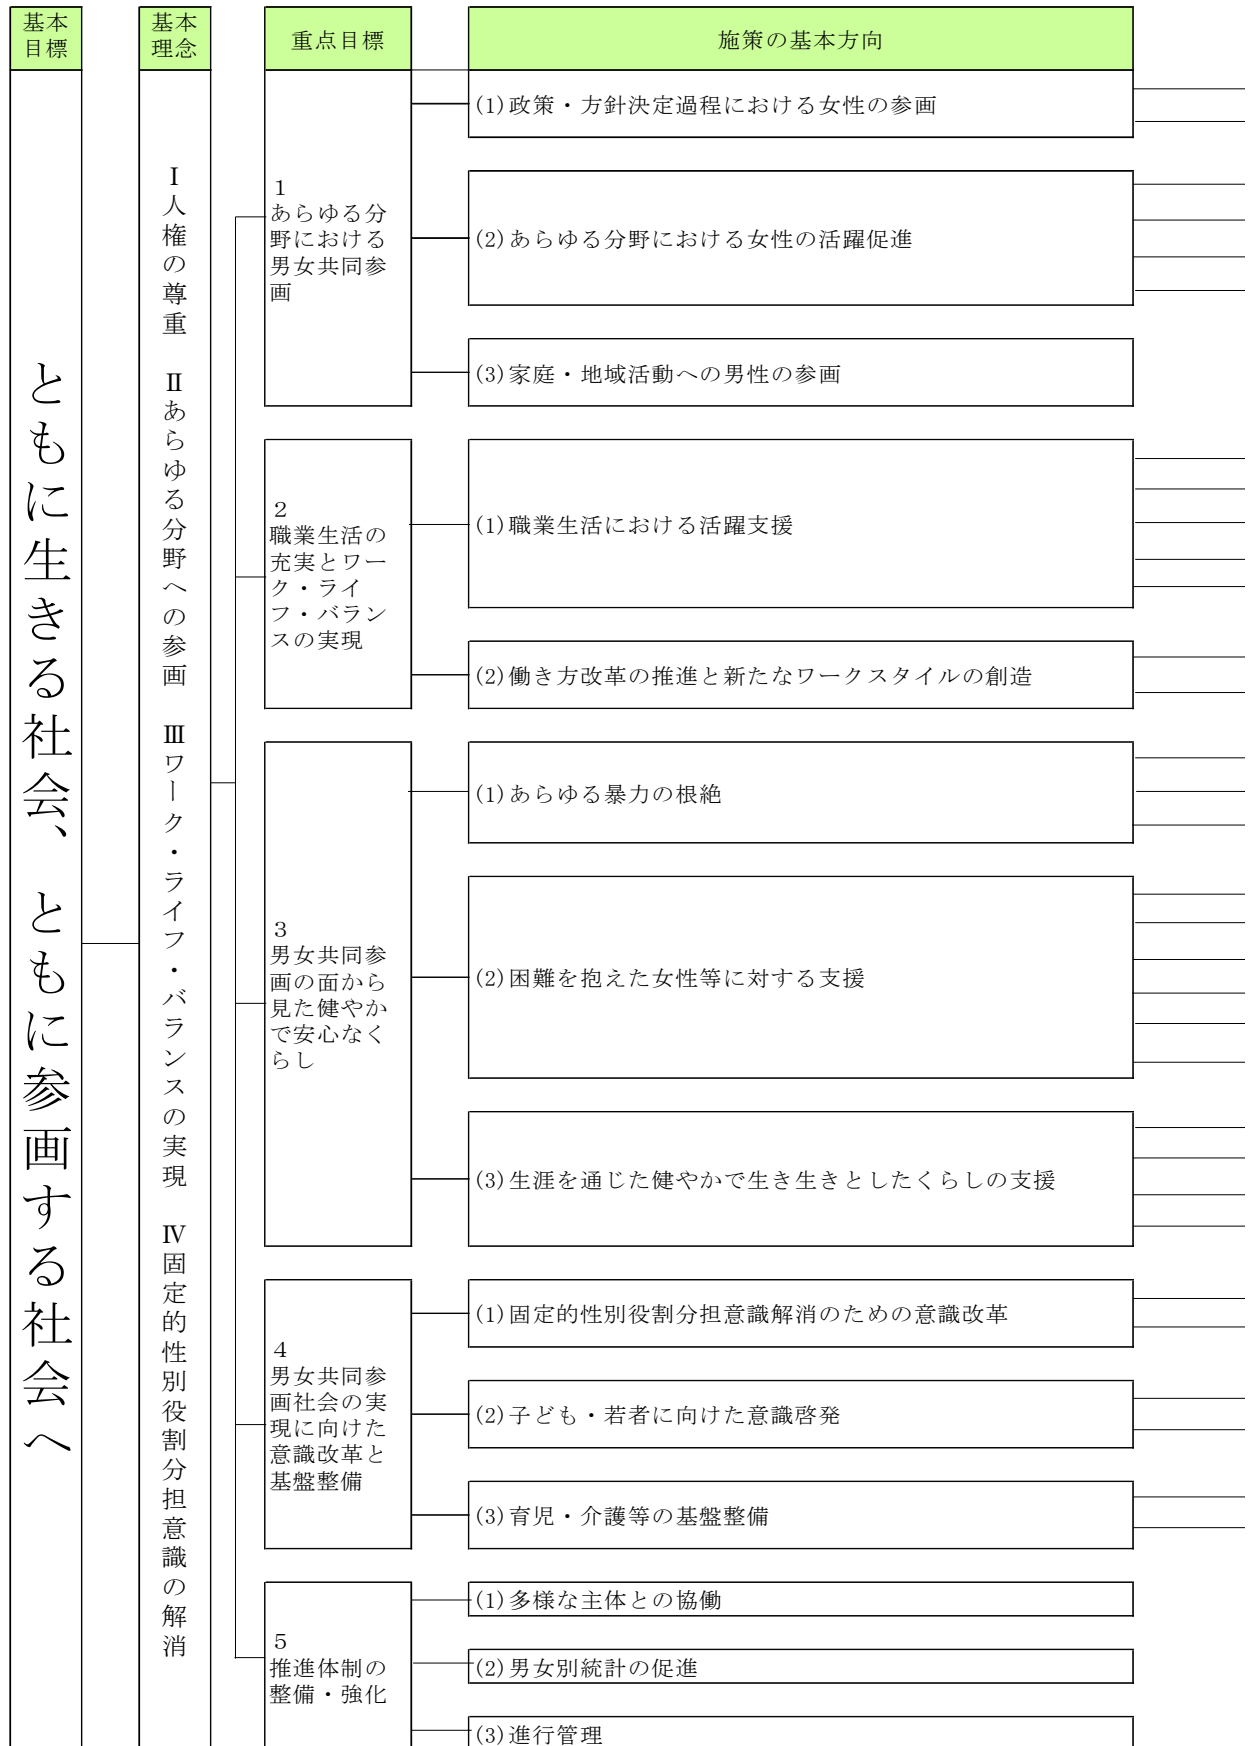 基本
目標
基本
理念
重点目標
施策の基本方向
ともに生きる社会、ともに参画する社会へ
Ⅰ人権の尊重　Ⅱあらゆる分野への参画　Ⅲワーク・ライフ・バランスの実現　Ⅳ固定的性別役割分担意識の解消
1
あらゆる分
野における
男女共同参
画
(1)政策・方針決定過程における女性の参画
(2)あらゆる分野における女性の活躍促進
(3)家庭・地域活動への男性の参画
2
職業生活の
充実とワー
ク・ライ
フ・バラン
スの実現
(1)職業生活における活躍支援
(2)働き方改革の推進と新たなワークスタイルの創造
3
男女共同参
画の面から
見た健やか
で安心なく
らし
(1)あらゆる暴力の根絶
(2)困難を抱えた女性等に対する支援
(3)生涯を通じた健やかで生き生きとしたくらしの支援
4
男女共同参
画社会の実
現に向けた
意識改革と
基盤整備
(1)固定的性別役割分担意識解消のための意識改革
(2)子ども・若者に向けた意識啓発
(3)育児・介護等の基盤整備
5
推進体制の
整備・強化
(1)多様な主体との協働
(2)男女別統計の促進
(3)進行管理